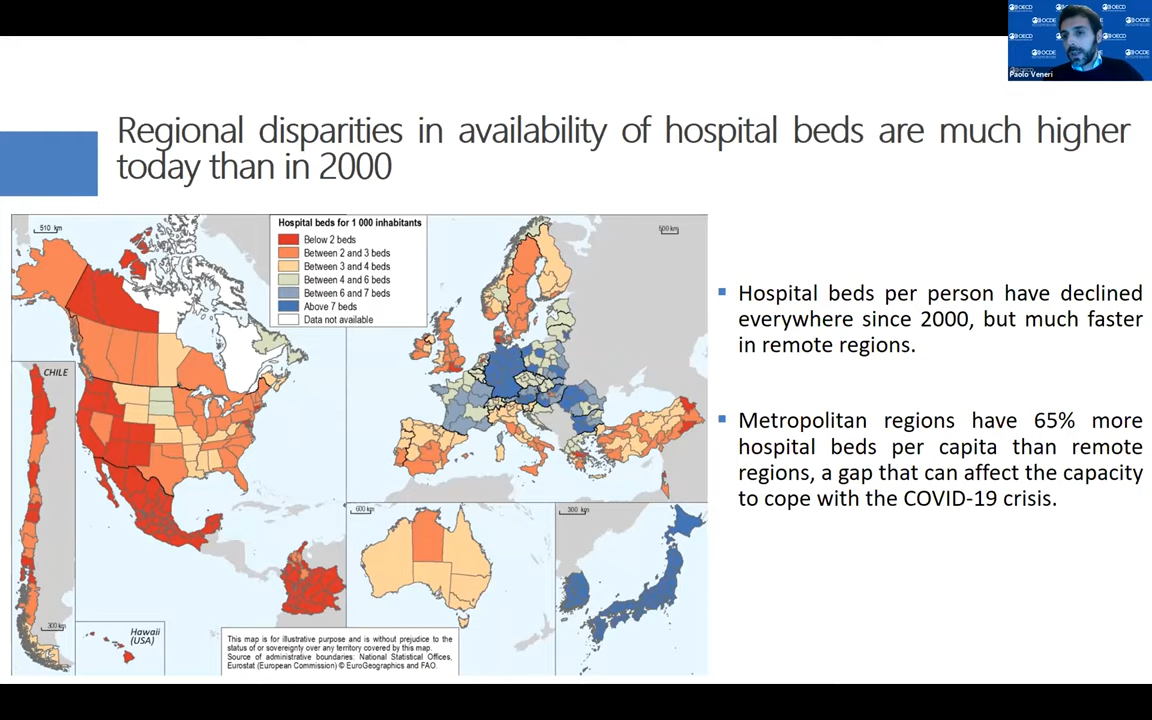 OECD
OCDE
Paolo Veneri
Regional disparities in availability of hospital beds are much higher
today than in 2000
510 km
Hospital beds for 1 000 inhabitants
Below 2 beds
Between 2 and 3 beds
Between 3 and 4 beds
Between 4 and 6 beds
Between 6 and 7 beds
Above 7 beds
Data not available
500 km
CHILE
300 km
Hawaii
(USA)
600 km
300 km
This map is for illustrative purpose and is without prejudice to the
status of or sovereignty over any territory covered by this map.
Source of administrative boundaries: National Statistical Offices,
Eurostat (European Commission) © EuroGeographics and FAO.
▪ Hospital beds per person have declined
everywhere since 2000, but much faster
in remote regions.
▪ Metropolitan regions have 65% more
hospital beds per capita than remote
regions, a gap that can affect the capacity
to cope with the COVID-19 crisis.